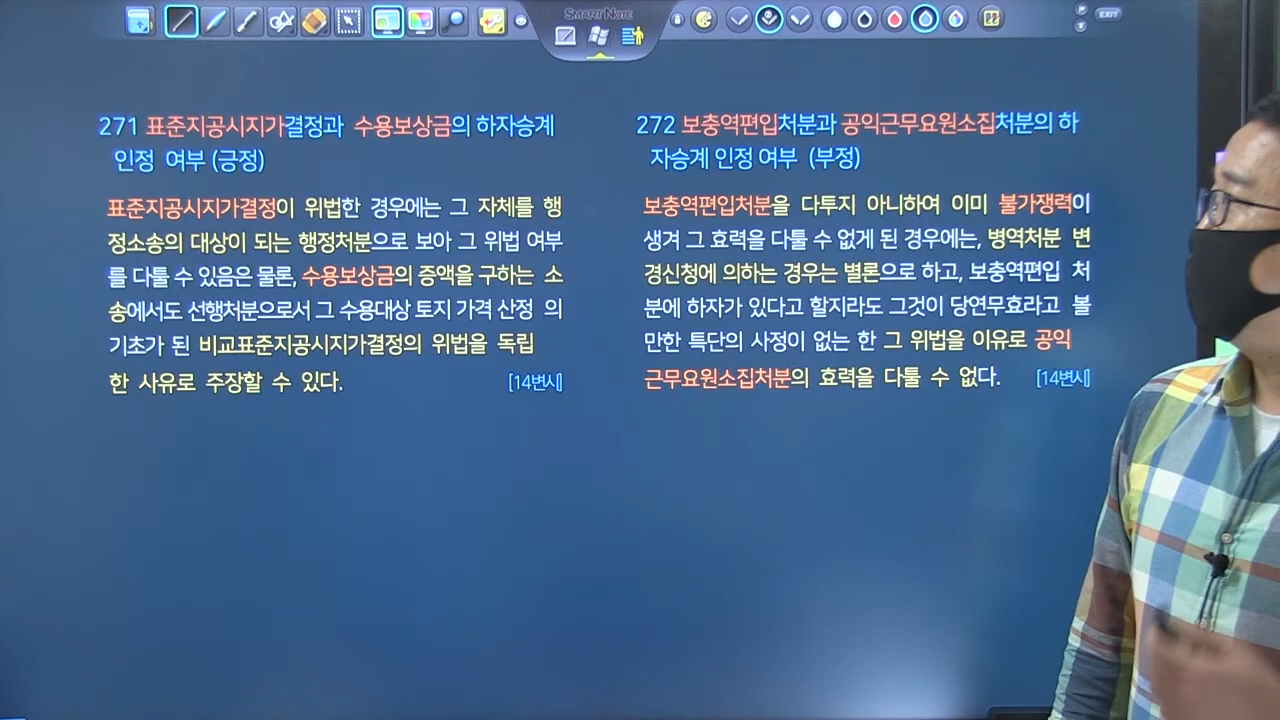 SMART NOTE
EXIT
271 표준지공시지가결정과 수용보상금의 하자승계
인정 여부 (긍정)
표준지공시지가결정이 위법한 경우에는 그 자체를 행
정소송의 대상이 되는 행정처분으로 보아 그 위법 여부
를 다툴 수 있음은 물론, 수용보상금의 증액을 구하는 소
송에서도 선행처분으로서 그 수용대상 토지 가격 산정 의
기초가 된 비교표준지공시지가결정의 위법을 독립
한 사유로 주장할 수 있다. [14변시]
272 보충역편입처분과 공익근무요원소집처분의 하
자승계 인정 여부 (부정)
보충역편입처분을 다투지 아니하여 이미 불가쟁력이
생겨 그 효력을 다툴 수 없게 된 경우에는, 병역처분 변
경신청에 의하는 경우는 별론으로 하고, 보충역편입 처
분에 하자가 있다고 할지라도 그것이 당연무효라고 볼
만한 특단의 사정이 없는 한 그 위법을 이유로 공익
근무요원소집처분의 효력을 다툴 수 없다. [14변시]